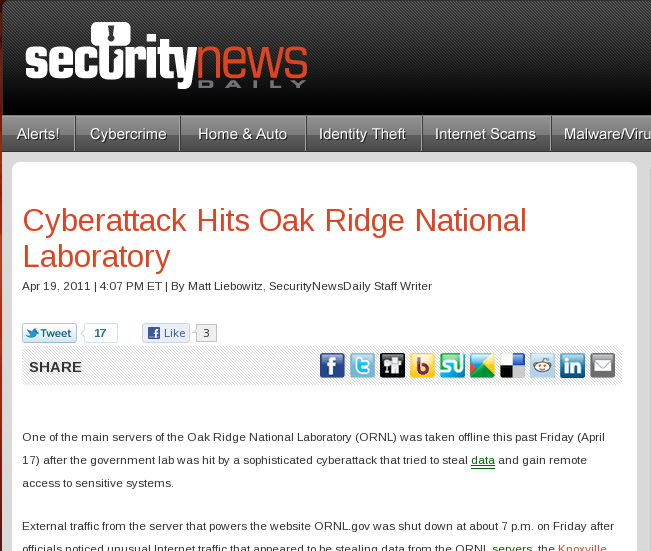 securitynews
DAILY
Alerts! Cybercrime Home & Auto Identity Theft Internet Scams Malware/Viru
Cyberattack Hits Oak Ridge National
Laboratory
Apr 19, 2011 | 4:07 PM ET | By Matt Liebowitz, SecurityNewsDaily Staff Writer
Tweet 17 Like 3
SHARE
One of the main servers of the Oak Ridge National Laboratory (ORNL) was taken offline this past Friday (April
17) after the government lab was hit by a sophisticated cyberattack that tried to steal data and gain remote
access to sensitive systems.
External traffic from the server that powers the website ORNL.gov was shut down at about 7 p.m. on Friday after
officials noticed unusual Internet traffic that appeared to be stealing data from the ORNL servers, the Knoxville